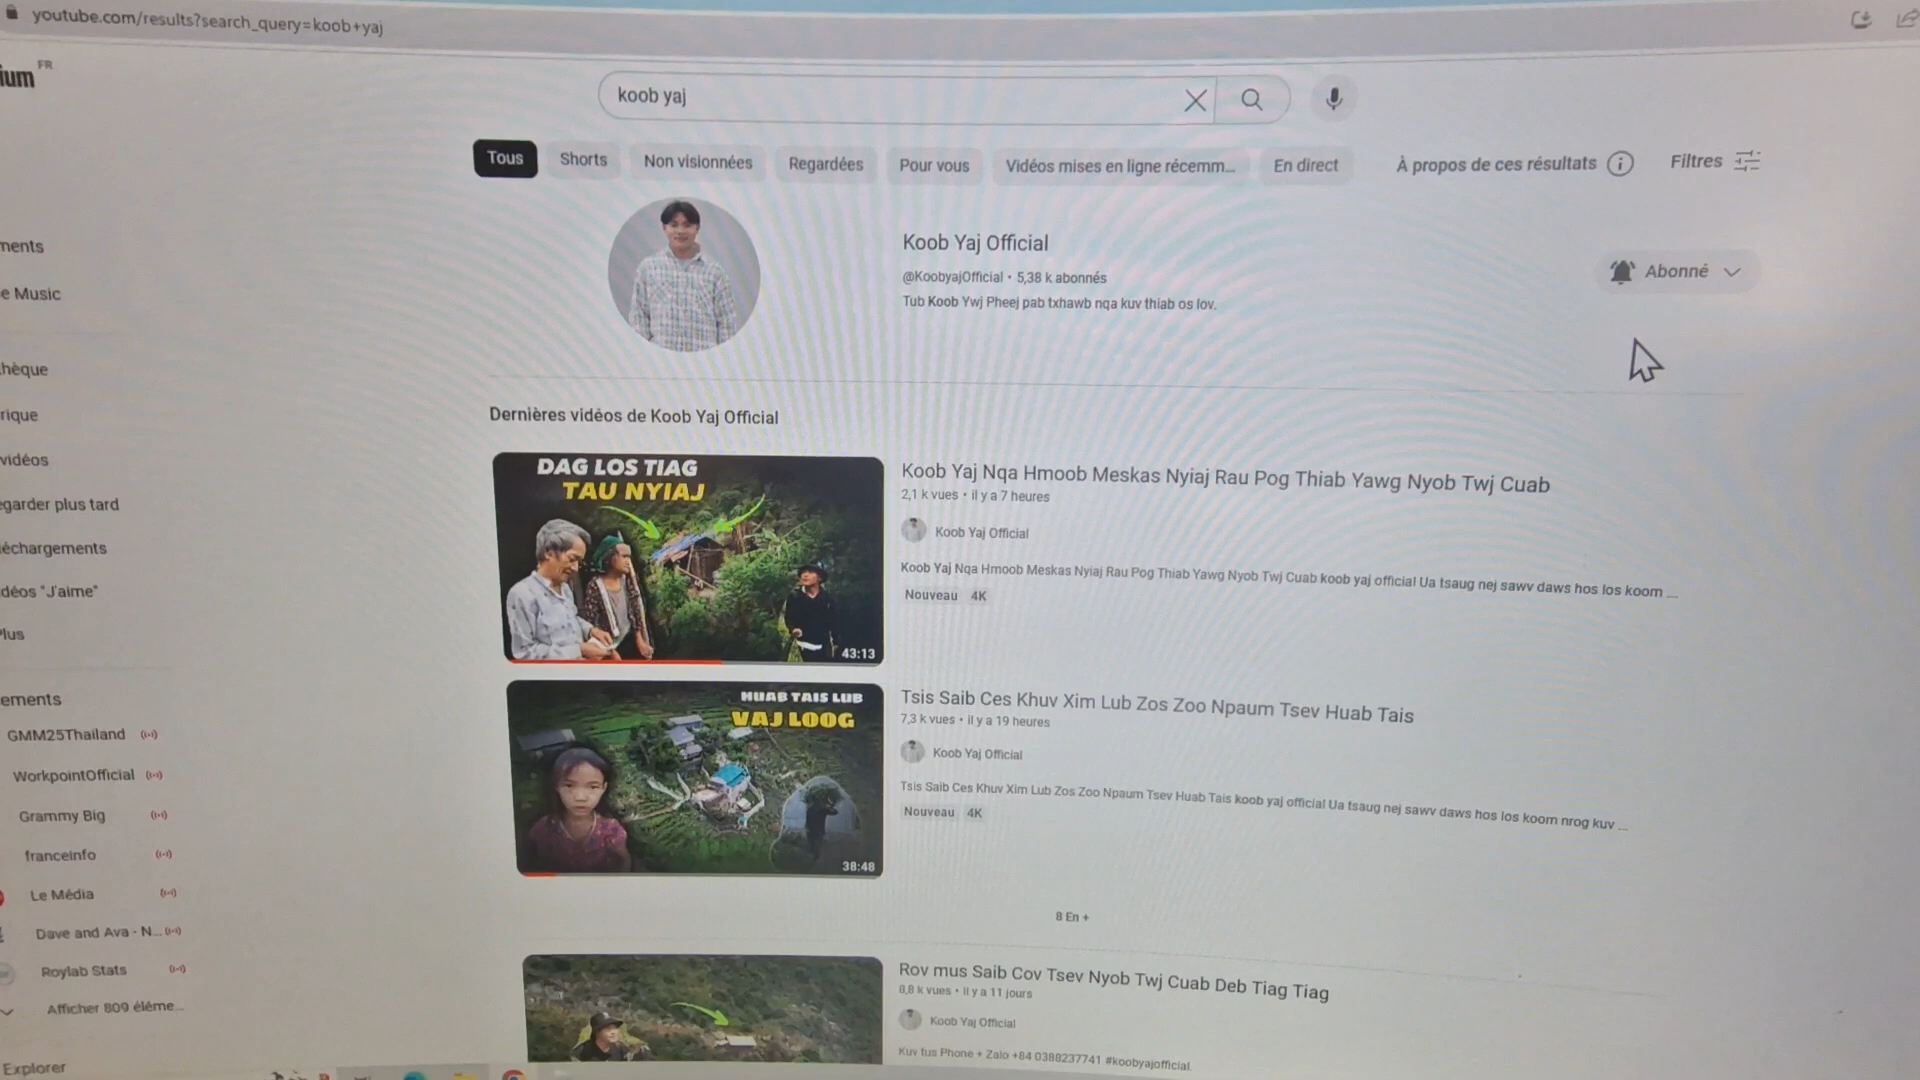 youtube.com/results?search_query=koob+yaj
ium FR
koob yaj
Tous
Shorts
Non visionnées
Regardées
Pour vous
Vidéos mises en ligne récemm...
En direct
À propos de ces résultats
Filtres
Koob Yaj Official
@KoobyajOfficial • 5,38 k abonnés
Tub Koob Ywj Pheej pab txhawb nqa kuv thiab os lov.
Abonné
Dernières vidéos de Koob Yaj Official
DAG LOS TIAG
TAU NYIAJ
43:13
Koob Yaj Nqa Hmoob Meskas Nyiaj Rau Pog Thiab Yawg Nyob Twj Cuab
2,1 k vues • il y a 7 heures
Koob Yaj Official
Koob Yaj Nqa Hmoob Meskas Nyiaj Rau Pog Thiab Yawg Nyob Twj Cuab koob yaj official Ua tsaug nej sawv daws hos los koom ...
Nouveau 4K
HUAB TAIS LUB
VAJ LOOG
38:48
Tsis Saib Ces Khuv Xim Lub Zos Zoo Npaum Tsev Huab Tais
7,3 k vues • il y a 19 heures
Koob Yaj Official
Tsis Saib Ces Khuv Xim Lub Zos Zoo Npaum Tsev Huab Tais koob yaj official Ua tsaug nej sawv daws hos los koom nrog kuv ...
Nouveau 4K
8 En +
Rov mus Saib Cov Tsev Nyob Twj Cuab Deb Tiag Tiag
8,8 k vues • il y a 11 jours
Koob Yaj Official
Kuv tus Phone + Zalo +84 0388237741 #koobyajofficial
ments
e Music
hèque
rique
vidéos
egarder plus tard
léchargements
déos "J'aime"
Plus
ements
GMM25Thailand
WorkpointOfficial
Grammy Big
franceinfo
Le Média
Dave and Ava - N...
Roylab Stats
Afficher 809 éléme...
Explorer